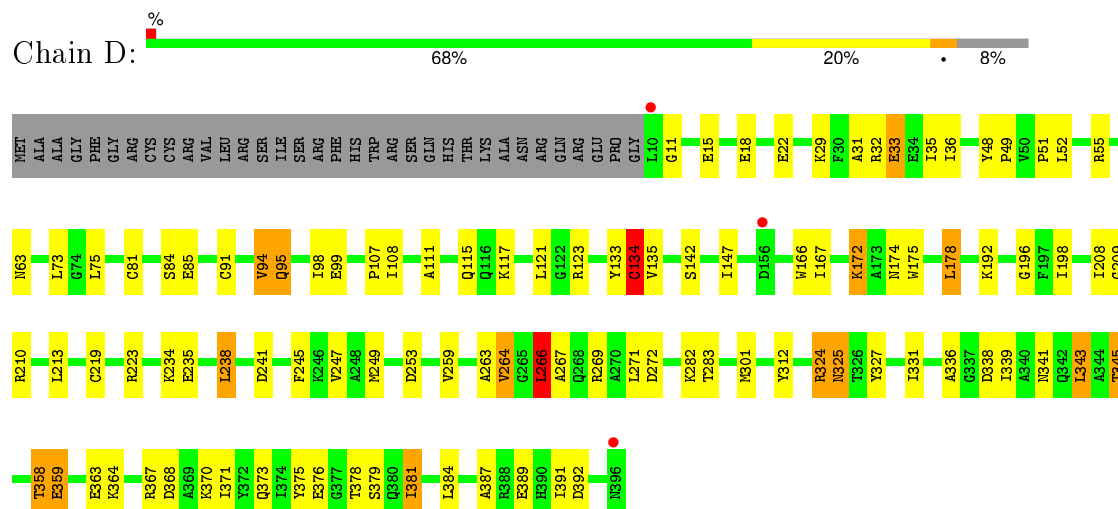 %
Chain D:
68% 20% • 8%
MET ALA ALA GLY PHE GLY ARG CYS CYS ARG VAL LEU ARG SER ILE SER ARG PHE HIS TRP ARG SER GLN HIS THR LYS ALA ASN ARG GLN ARG GLU PRO GLY L10 G11 E15 E18 E22 K29 F30 A31 R32 E33 E34 I35 I36 Y48 P49 V50 P51 L52 R55
N63 L73 G74 L75 C81 S84 E85 G91 V94 Q95 I98 E99 P107 I108 A111 Q115 Q116 K117 L121 G122 R123 Y133 C134 V135 S142 I147 D156 W166 I167 K172 A173 N174 W175 L178 K192 G196 F197 I198 I208 G209
R210 L213 C219 R223 K234 E235 L238 D241 F245 K246 V247 A248 M249 D253 V259 A263 V264 G265 L266 A267 Q268 R269 A270 L271 D272 K282 T283 M301 Y312 R324 N325 T326 Y327 I331 A336 G337 D338 I339 A340 N341 Q342 L343 A344 T345
T358 E359 E363 K364 R367 D368 A369 K370 I371 Y372 Q373 I374 Y375 E376 G377 T378 S379 Q380 I381 L384 A387 R388 E389 H390 I391 D392 N396